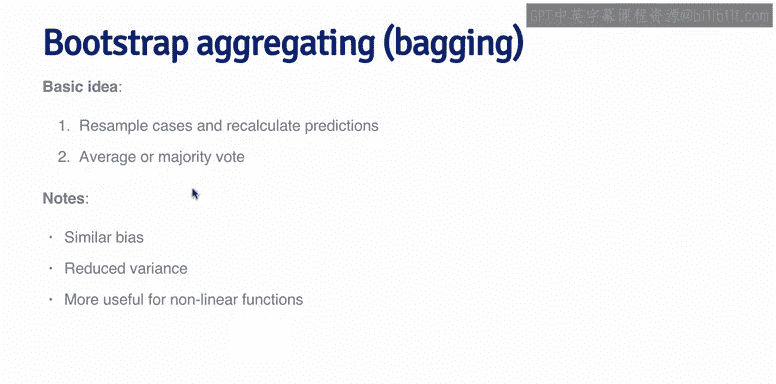 GPT中英字幕课程资源@bilibili.com
Bootstrap aggregating (bagging)
Basic idea:
1. Resample cases and recalculate predictions
2. Average or majority vote
Notes:
· Similar bias
· Reduced variance
· More useful for non-linear functions